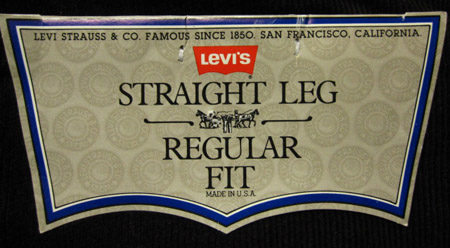 LEVI STRAUSS & CO. FAMOUS SINCE 1850. SAN FRANCISCO, CALIFORNIA.
LEVI'S
STRAIGHT LEG
REGULAR
FIT
MADE IN U.S.A.